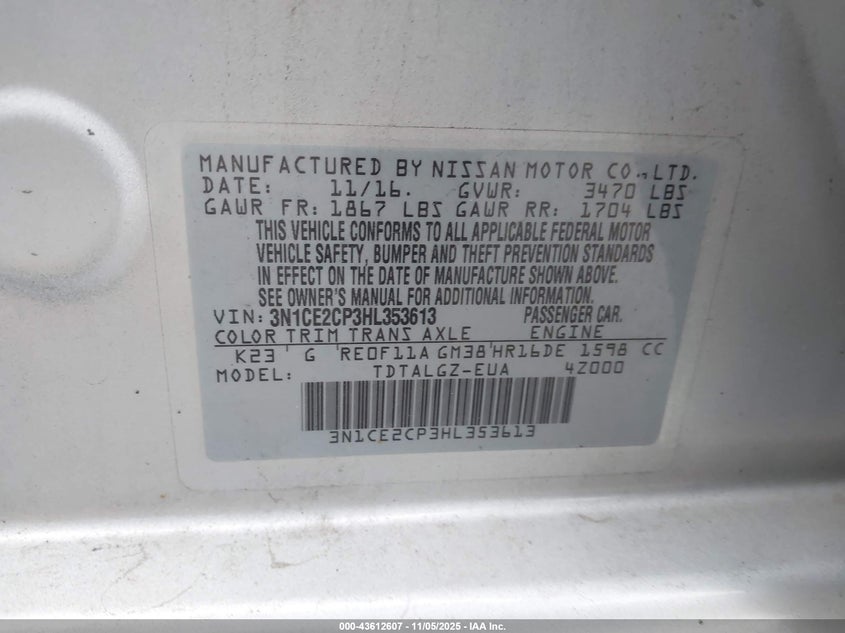 MANUFACTURED BY NISSAN MOTOR CO., LTD.
DATE: 11/16. GVWR: 3470 LBS
GAWR FR: 1867 LBS GAWR RR: 1704 LBS
THIS VEHICLE CONFORMS TO ALL APPLICABLE FEDERAL MOTOR
VEHICLE SAFETY, BUMPER AND THEFT PREVENTION STANDARDS
IN EFFECT ON THE DATE OF MANUFACTURE SHOWN ABOVE.
SEE OWNER'S MANUAL FOR ADDITIONAL INFORMATION.
VIN: 3N1CE2CP3HL353613 PASSENGER CAR.
COLOR TRIM TRANS AXLE ENGINE
K23 ' G 'RE0F11A GM38'HR16DE 1598 CC
MODEL: TDTALGZ-EUA 4Z000
3N1CE2CP3HL353613
000-43612607 - 11/05/2025 - IAA Inc.